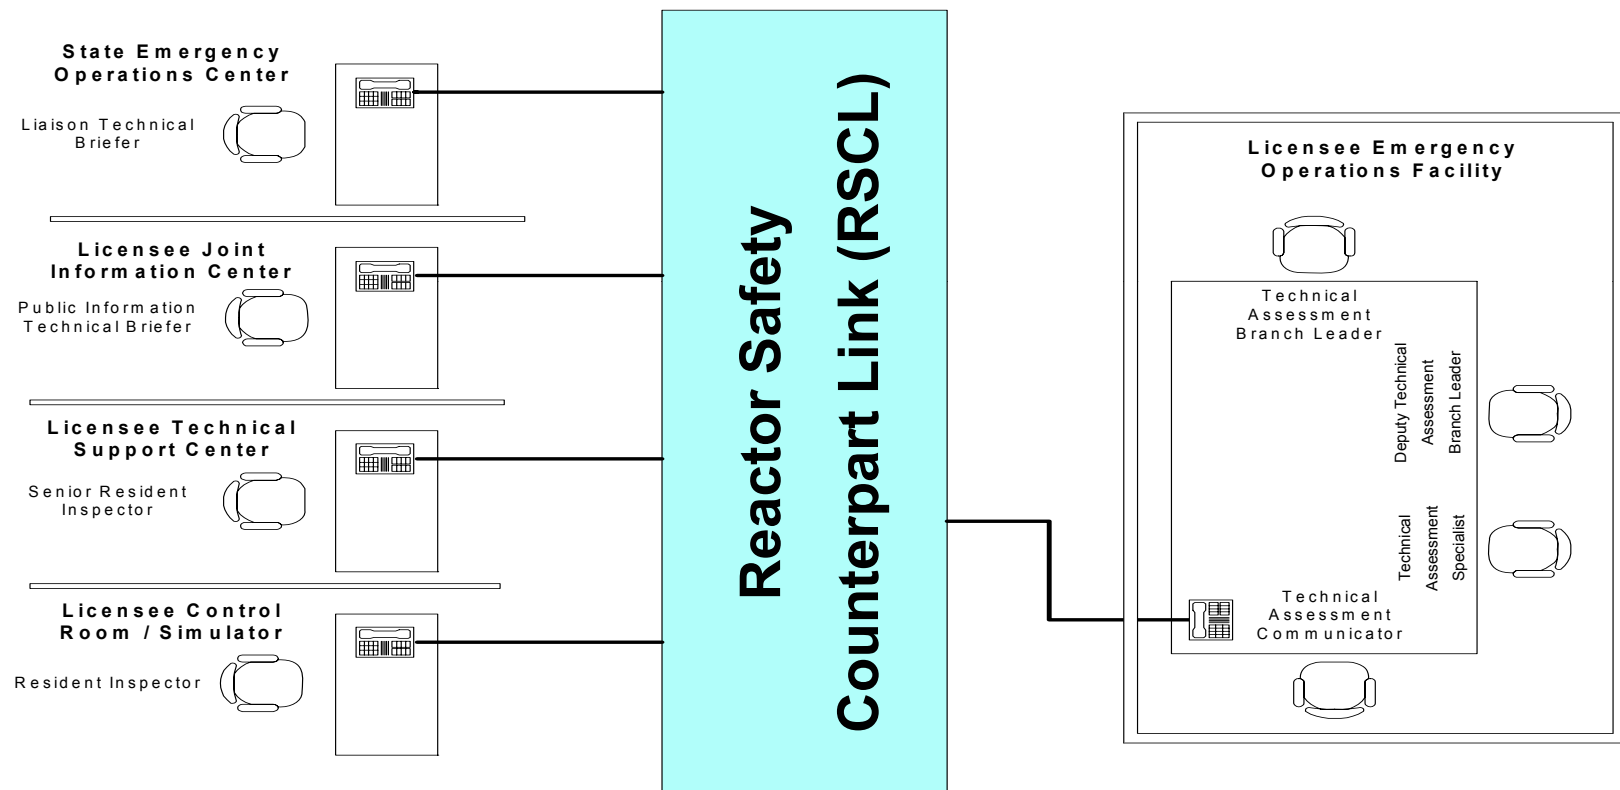 State Emergency
Operations Center
Liaison Technical
Briefer
Licensee Joint
Information Center
Public Information
Technical Briefer
Licensee Technical
Support Center
Senior Resident
Inspector
Licensee Control
Room / Simulator
Resident Inspector
Reactor Safety
Counterpart Link (RSCL)
Licensee Emergency
Operations Facility
Technical
Assessment
Branch Leader
Deputy Technical
Assessment
Branch Leader
Technical
Assessment
Specialist
Technical
Assessment
Communicator